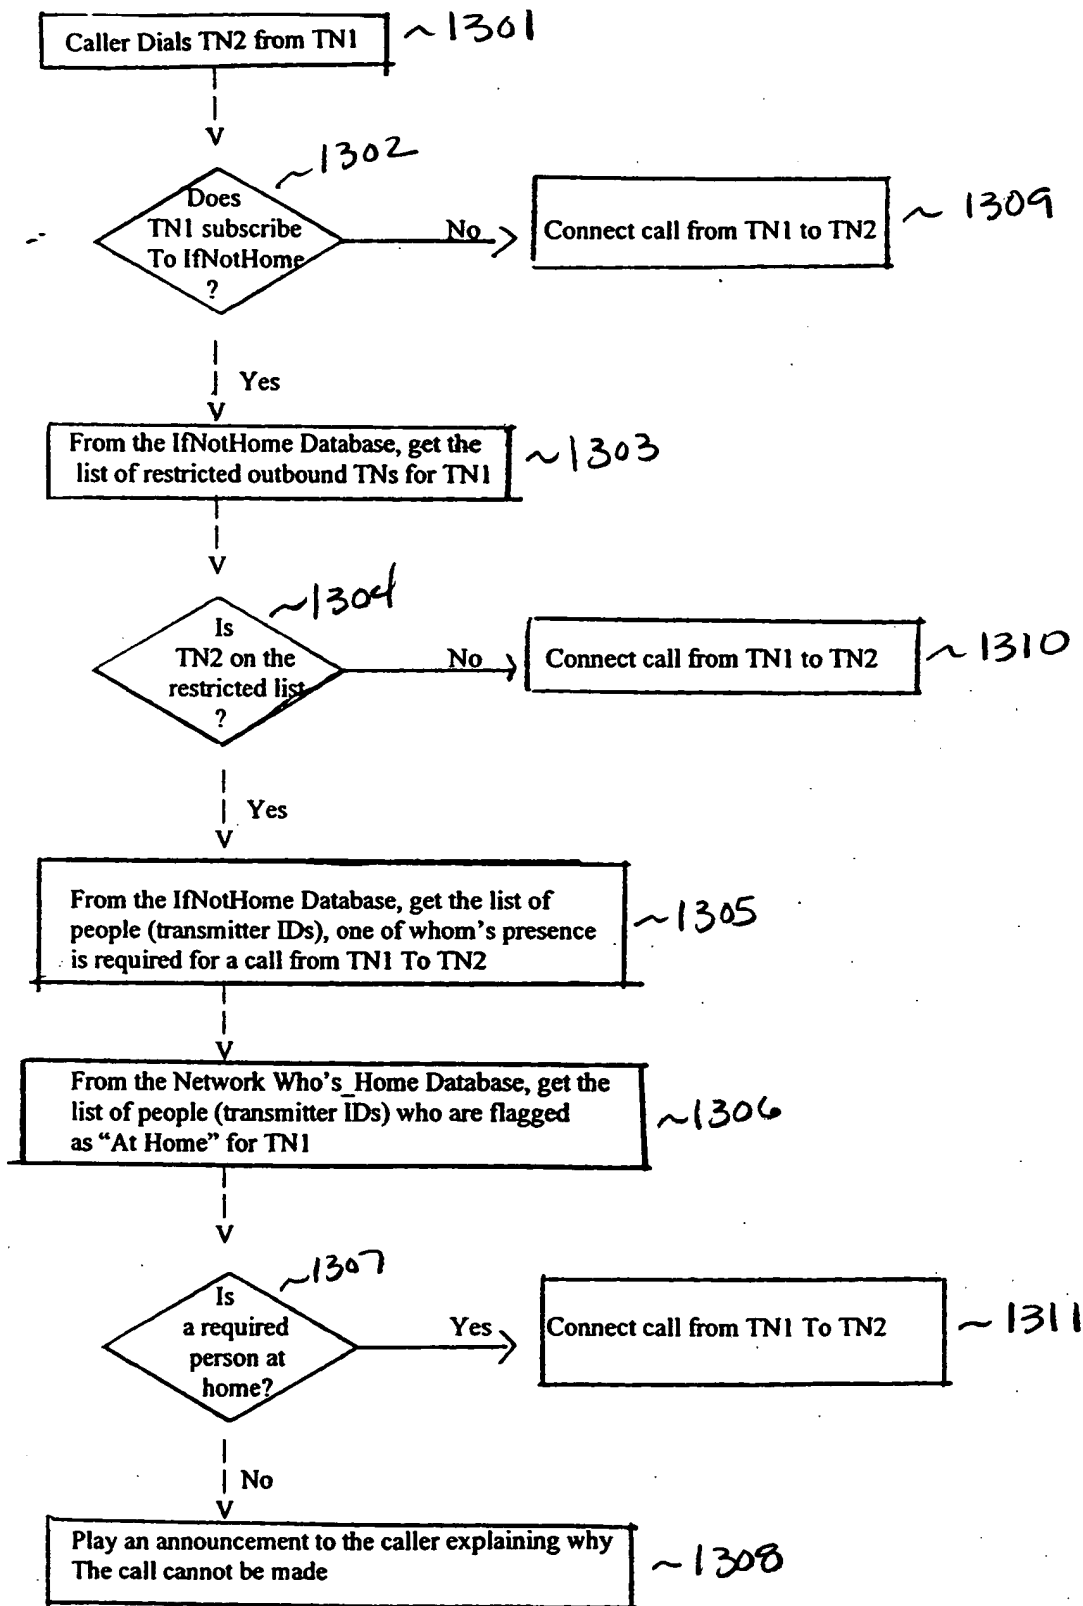 Caller Dials TN2 from TN1
~1301
~1302
Does
TN1 subscribe
To IfNotHome
?
No
Connect call from TN1 to TN2
~1309
Yes
From the IfNotHome Database, get the
list of restricted outbound TNs for TN1
~1303
~1304
Is
TN2 on the
restricted list
?
No
Connect call from TN1 to TN2
~1310
Yes
From the IfNotHome Database, get the list of
people (transmitter IDs), one of whom's presence
is required for a call from TN1 To TN2
~1305
From the Network Who's_Home Database, get the
list of people (transmitter IDs) who are flagged
as "At Home" for TN1
~1306
~1307
Is
a required
person at
home?
Yes
Connect call from TN1 To TN2
~1311
No
Play an announcement to the caller explaining why
The call cannot be made
~1308